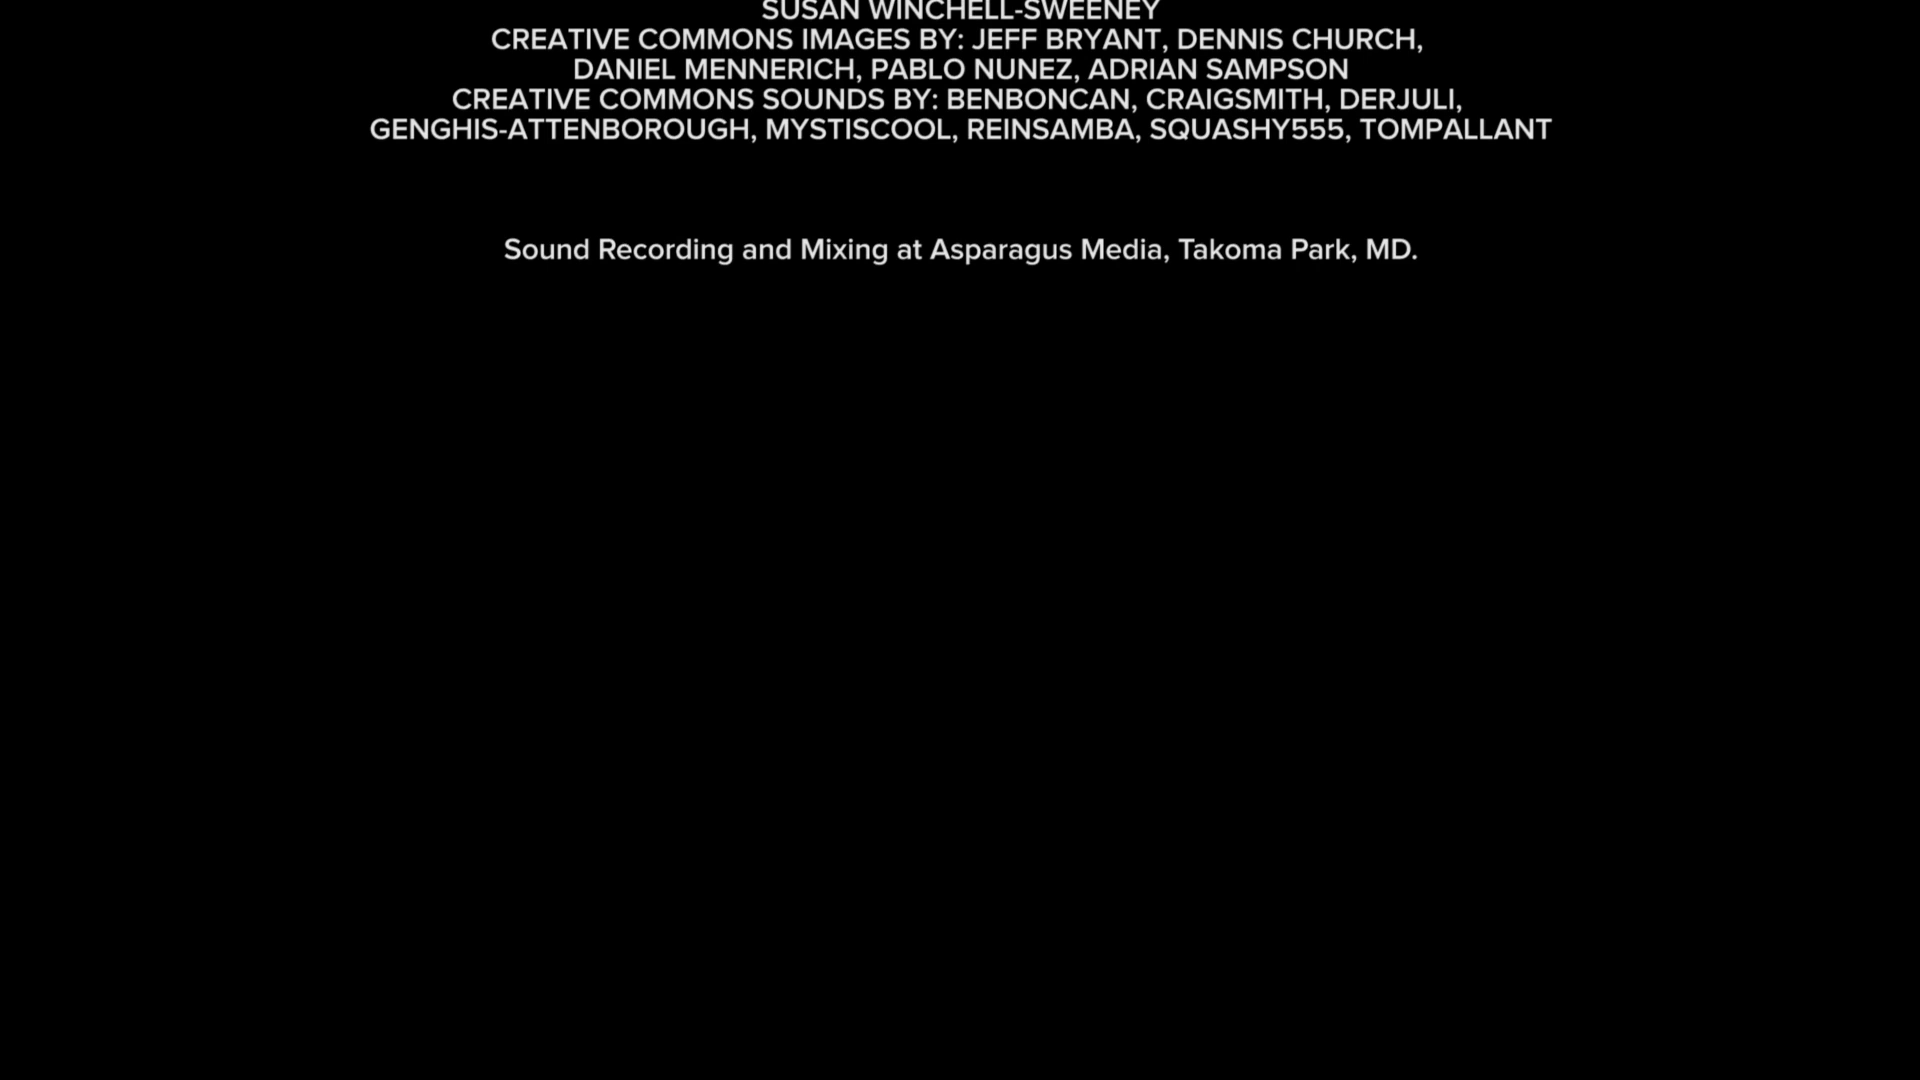 SUSAN WINCHELL-SWEENEY
CREATIVE COMMONS IMAGES BY: JEFF BRYANT, DENNIS CHURCH,
DANIEL MENNERICH, PABLO NUNEZ, ADRIAN SAMPSON
CREATIVE COMMONS SOUNDS BY: BENBONCAN, CRAIGSMITH, DERJULI,
GENGHIS-ATTENBOROUGH, MYSTISCOOL, REINSAMBA, SQUASHY555, TOMPALLANT
Sound Recording and Mixing at Asparagus Media, Takoma Park, MD.